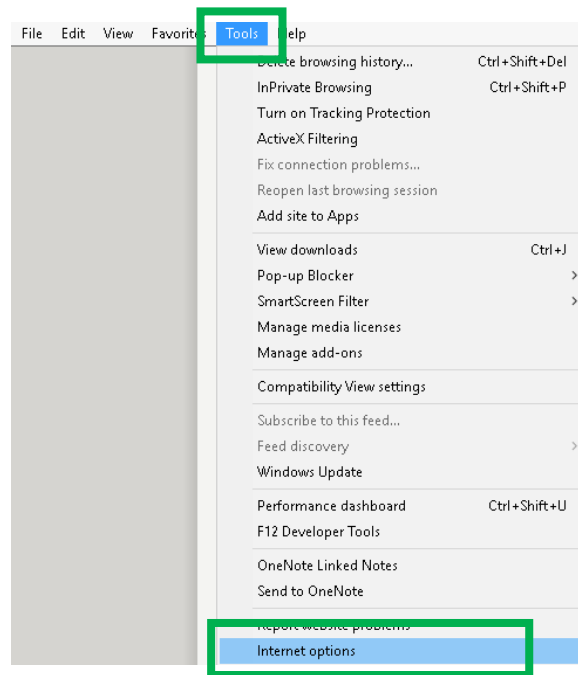 File Edit View Favorites Tools Help
Delete browsing history... Ctrl+Shift+Del
InPrivate Browsing Ctrl+Shift+P
Turn on Tracking Protection
ActiveX Filtering
Fix connection problems...
Reopen last browsing session
Add site to Apps
View downloads Ctrl+J
Pop-up Blocker
SmartScreen Filter
Manage media licenses
Manage add-ons
Compatibility View settings
Subscribe to this feed...
Feed discovery
Windows Update
Performance dashboard Ctrl+Shift+U
F12 Developer Tools
OneNote Linked Notes
Send to OneNote
Report website problems
Internet options